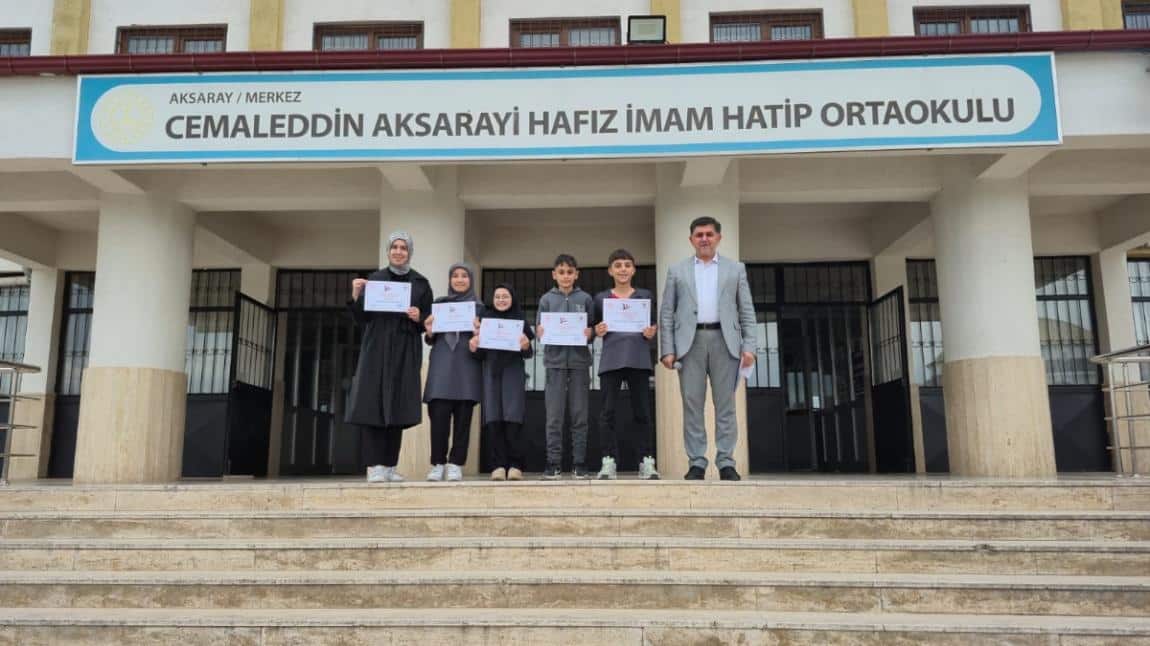 AKSARAY / MERKEZ
CEMALEDDİN AKSARAYİ HAFIZ İMAM HATİP ORTAOKULU